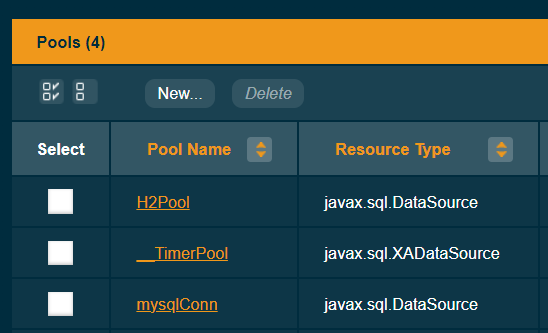 Pools (4)
New... Delete
Select Pool Name Resource Type
H2Pool javax.sql.DataSource
__TimerPool javax.sql.XADataSource
mysqlConn javax.sql.DataSource